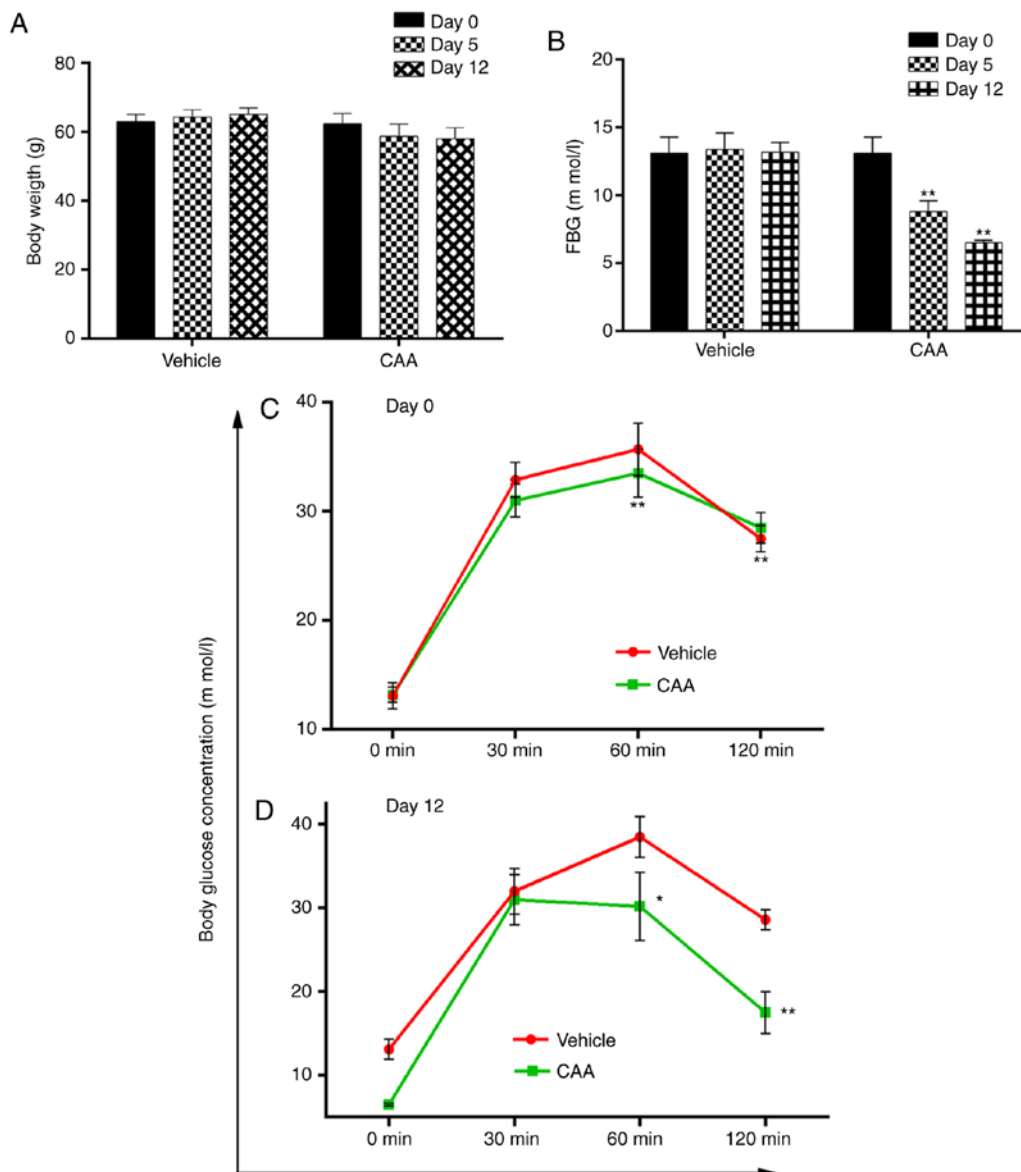 A
Day 0
Day 5
Day 12
80
60
40
20
0
Body weigth (g)
Vehicle
CAA
B
Day 0
Day 5
Day 12
20
15
10
5
0
FBG (m mol/l)
**
**
Vehicle
CAA
C
Day 0
40
30
20
10
**
**
Vehicle
CAA
0 min
30 min
60 min
120 min
Body glucose concentration (m mol/l)
D
Day 12
40
30
20
10
*
**
Vehicle
CAA
0 min
30 min
60 min
120 min